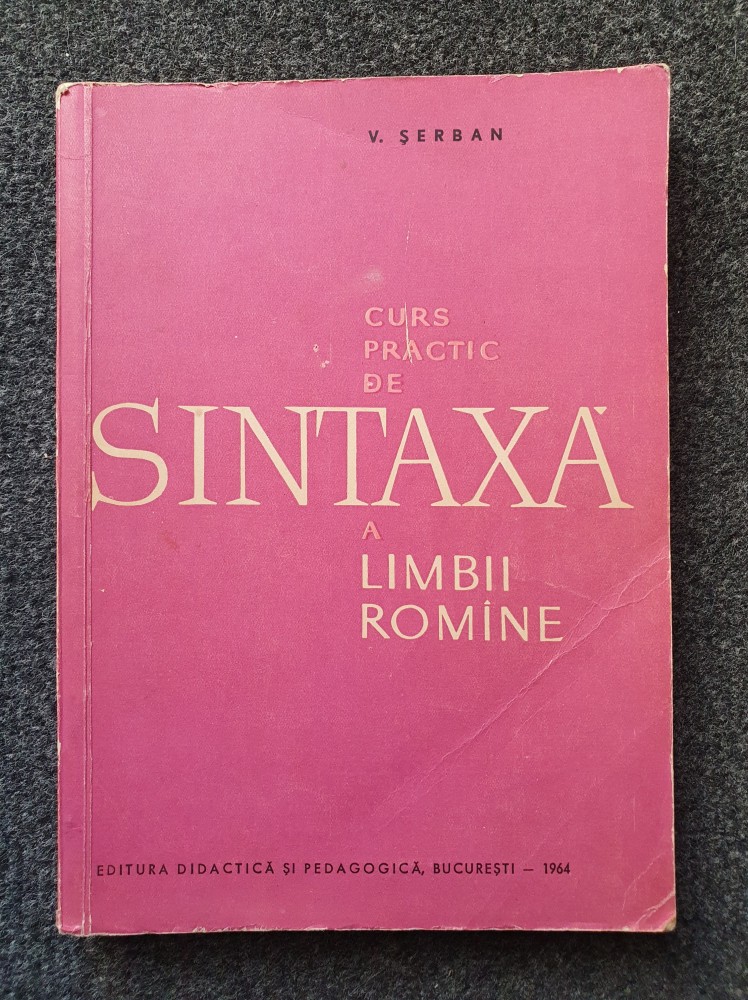 V. ŞERBAN
CURS
PRACTIC
DE
SINTAXĂ
A
LIMBII
ROMÎNE
EDITURA DIDACTICĂ ŞI PEDAGOGICĂ, BUCUREŞTI — 1964